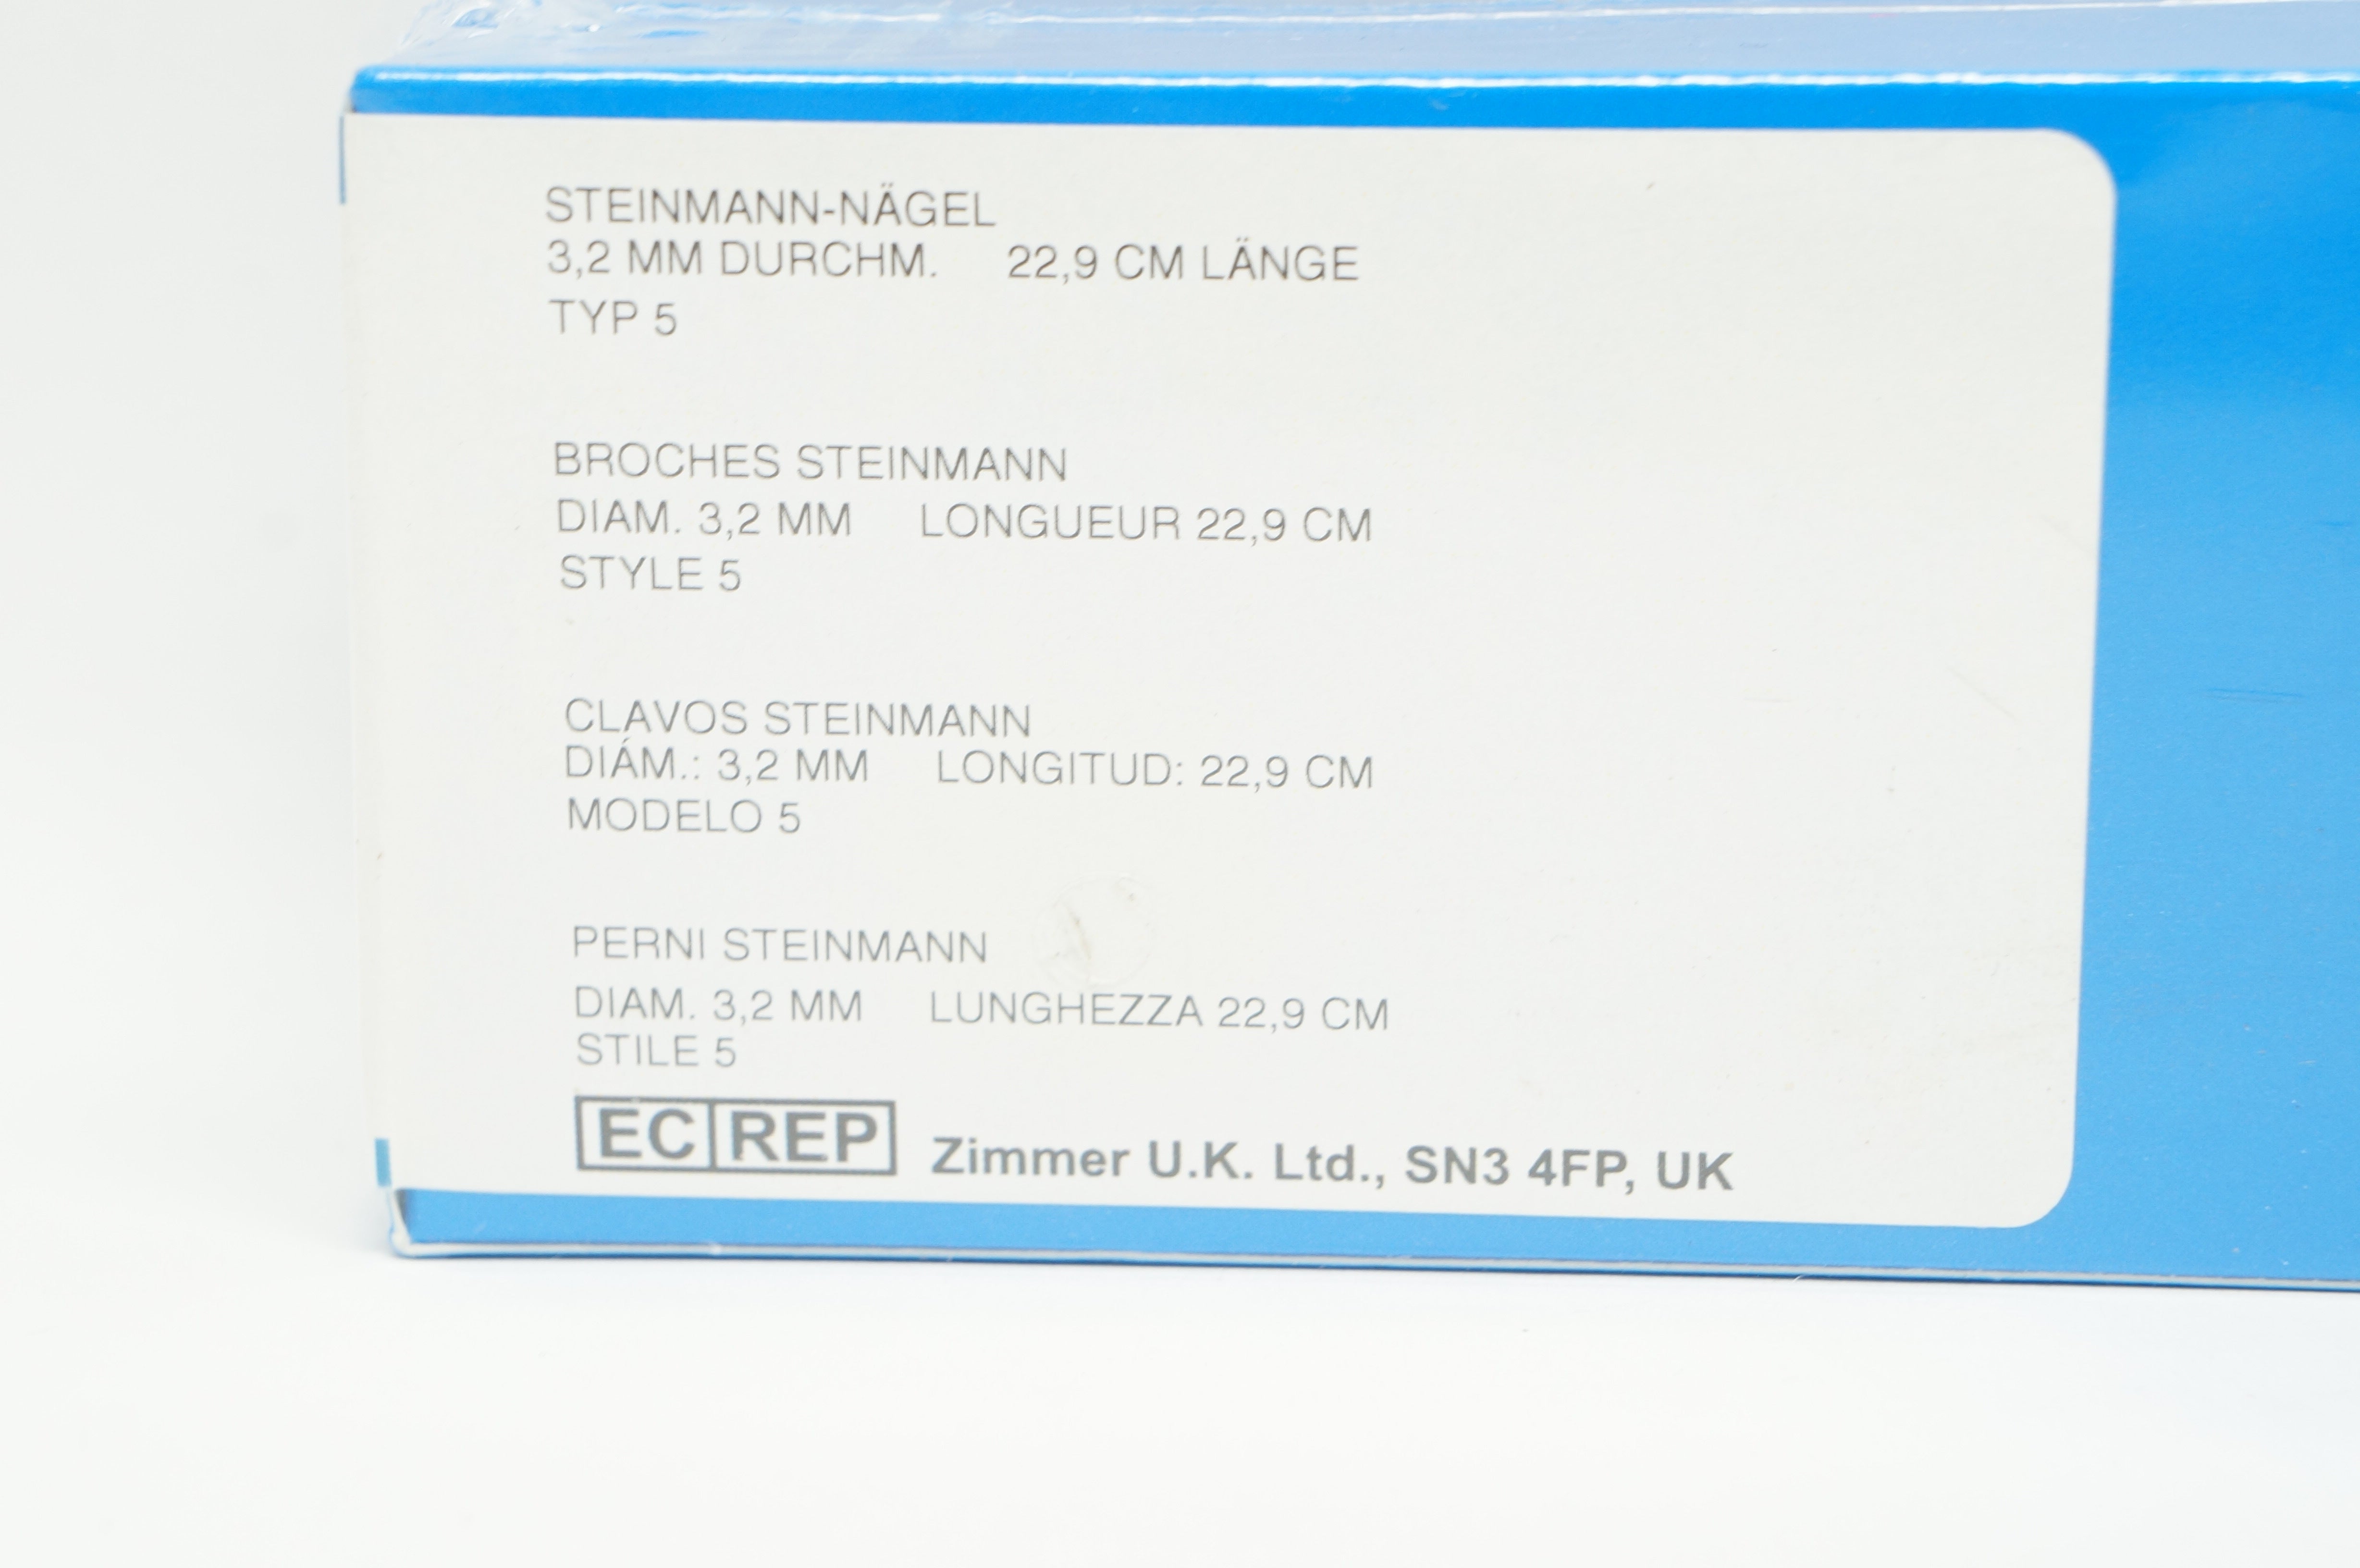 STEINMANN-NÄGEL
3,2 MM DURCHM. 22,9 CM LÄNGE
TYP 5
BROCHES STEINMANN
DIAM. 3,2 MM LONGUEUR 22,9 CM
STYLE 5
CLAVOS STEINMANN
DIÁM.: 3,2 MM LONGITUD: 22,9 CM
MODELO 5
PERNI STEINMANN
DIAM. 3,2 MM LUNGHEZZA 22,9 CM
STILE 5
EC REP Zimmer U.K. Ltd., SN3 4FP, UK